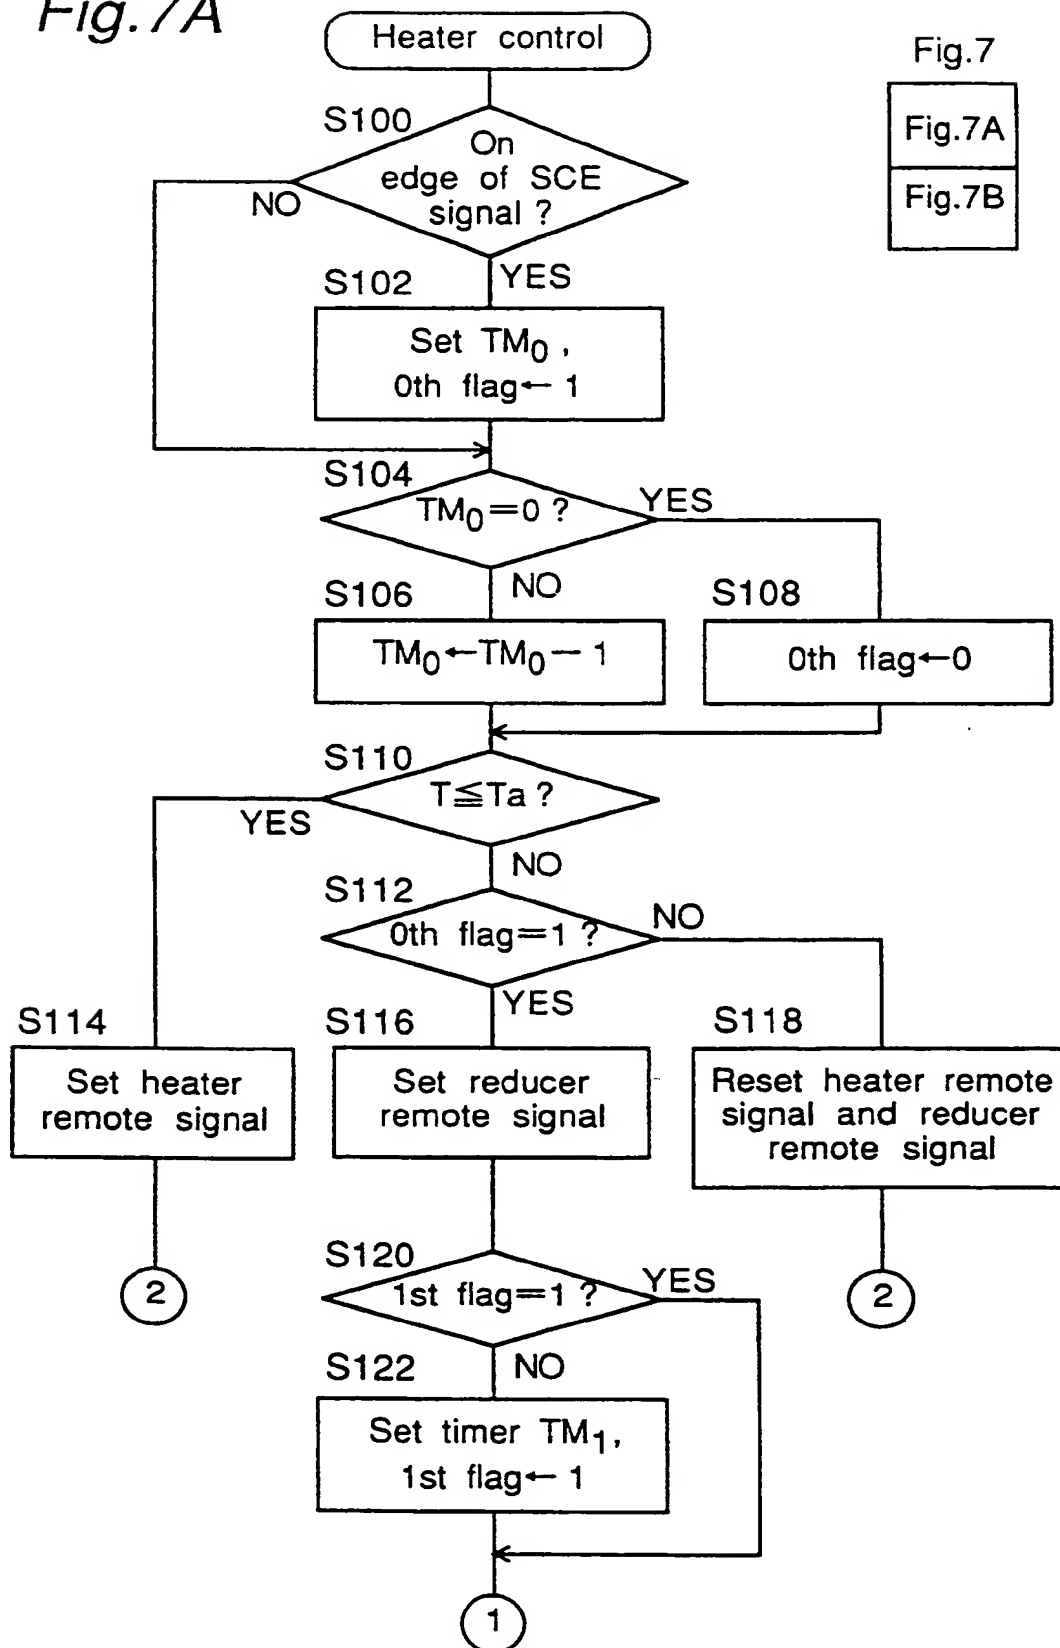 Fig.7A
Heater control
Fig.7
Fig.7A
Fig.7B
S100
On
edge of SCE
signal ?
NO
YES
S102
Set TM0 ,
0th flag← 1
S104
TM0=0 ?
YES
NO
S106
TM0←TM0− 1
S108
0th flag←0
S110
T≦Ta ?
YES
NO
S112
0th flag=1 ?
NO
YES
S114
Set heater
remote signal
S116
Set reducer
remote signal
S118
Reset heater remote
signal and reducer
remote signal
2
S120
1st flag=1 ?
YES
2
NO
S122
Set timer TM1,
1st flag← 1
1